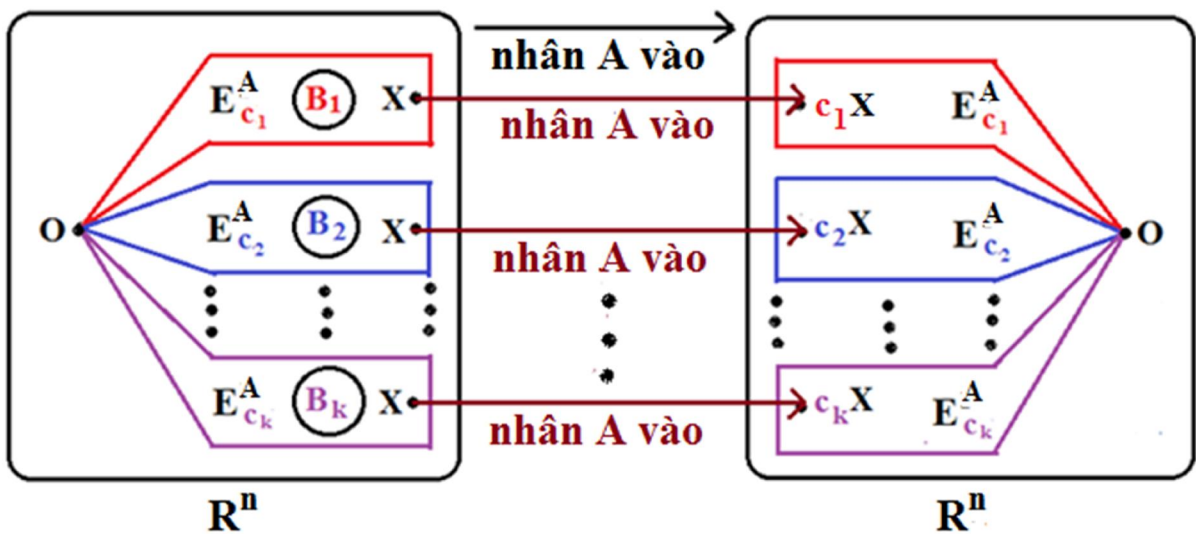 nhân A vào
E^A_{c_1} B_1 X nhân A vào c_1X E^A_{c_1}
O E^A_{c_2} B_2 X nhân A vào c_2X E^A_{c_2} O
E^A_{c_k} B_k X nhân A vào c_kX E^A_{c_k}
R^n R^n